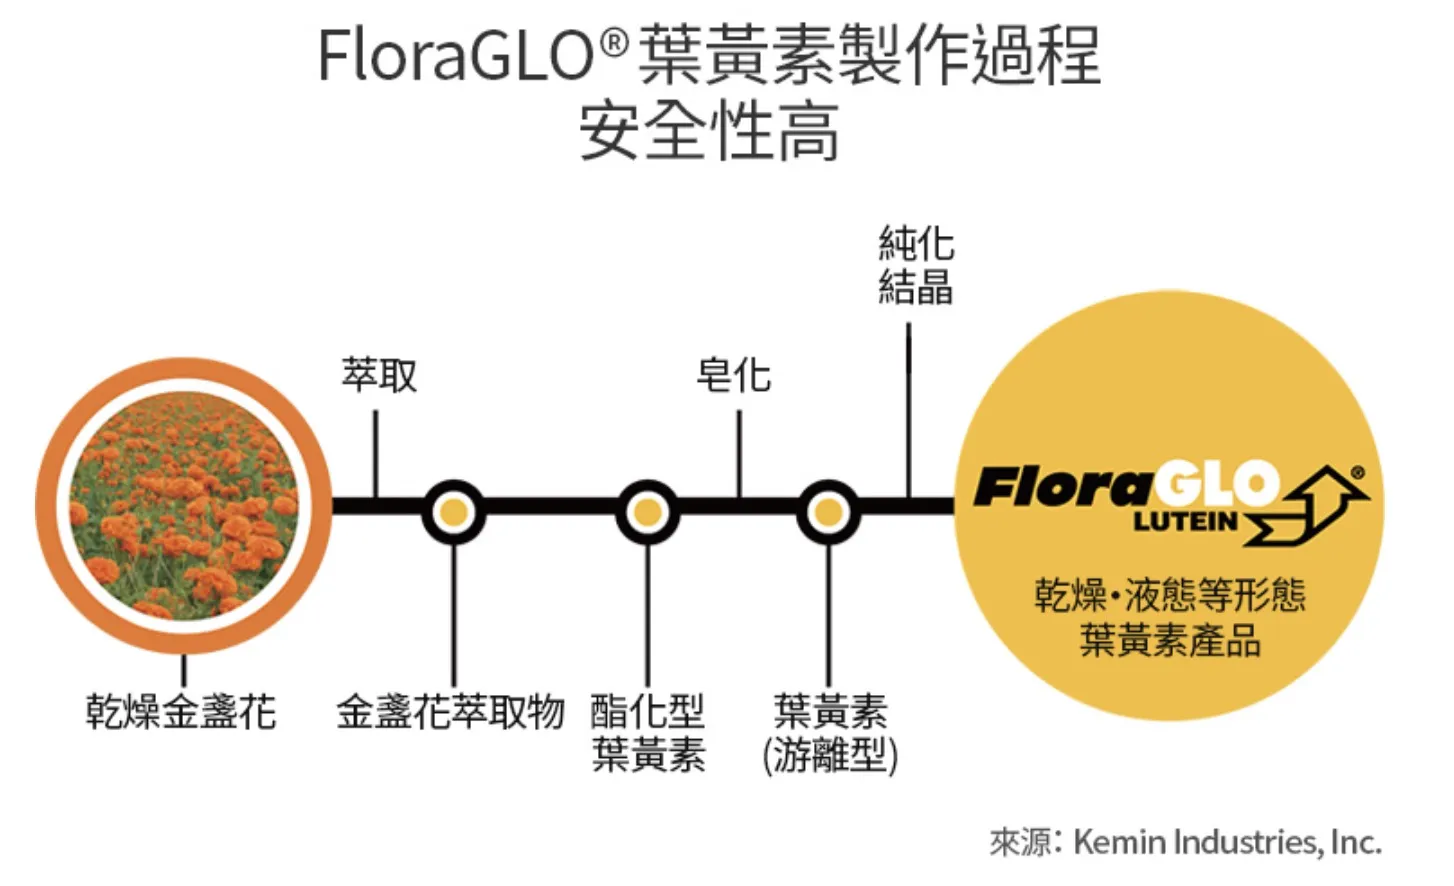 FloraGLO®葉黃素製作過程
安全性高
純化
結晶
萃取
皂化
FloraGLO®
LUTEIN
乾燥・液態等形態
葉黃素產品
乾燥金盞花
金盞花萃取物
酯化型
葉黃素
葉黃素
(游離型)
來源：Kemin Industries, Inc.